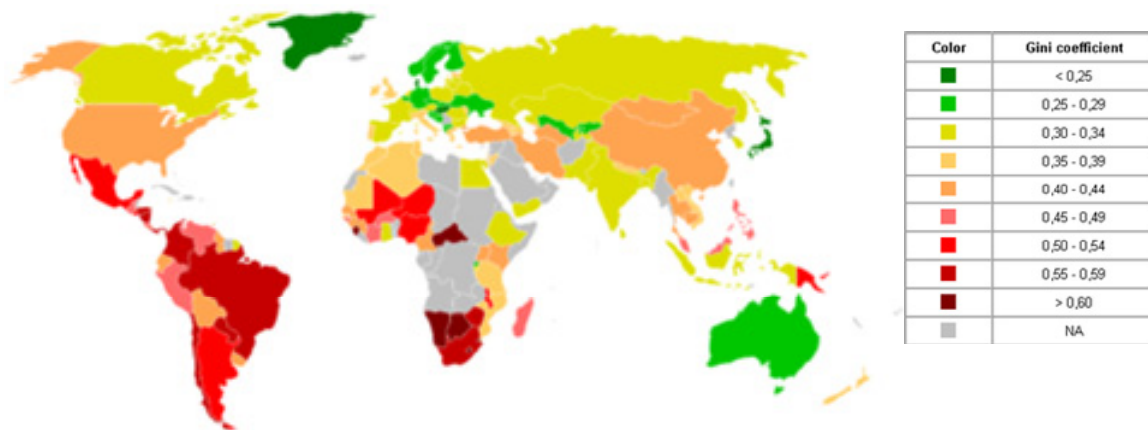 Color Gini coefficient
< 0,25
0,25 - 0,29
0,30 - 0,34
0,35 - 0,39
0,40 - 0,44
0,45 - 0,49
0,50 - 0,54
0,55 - 0,59
> 0,60
NA